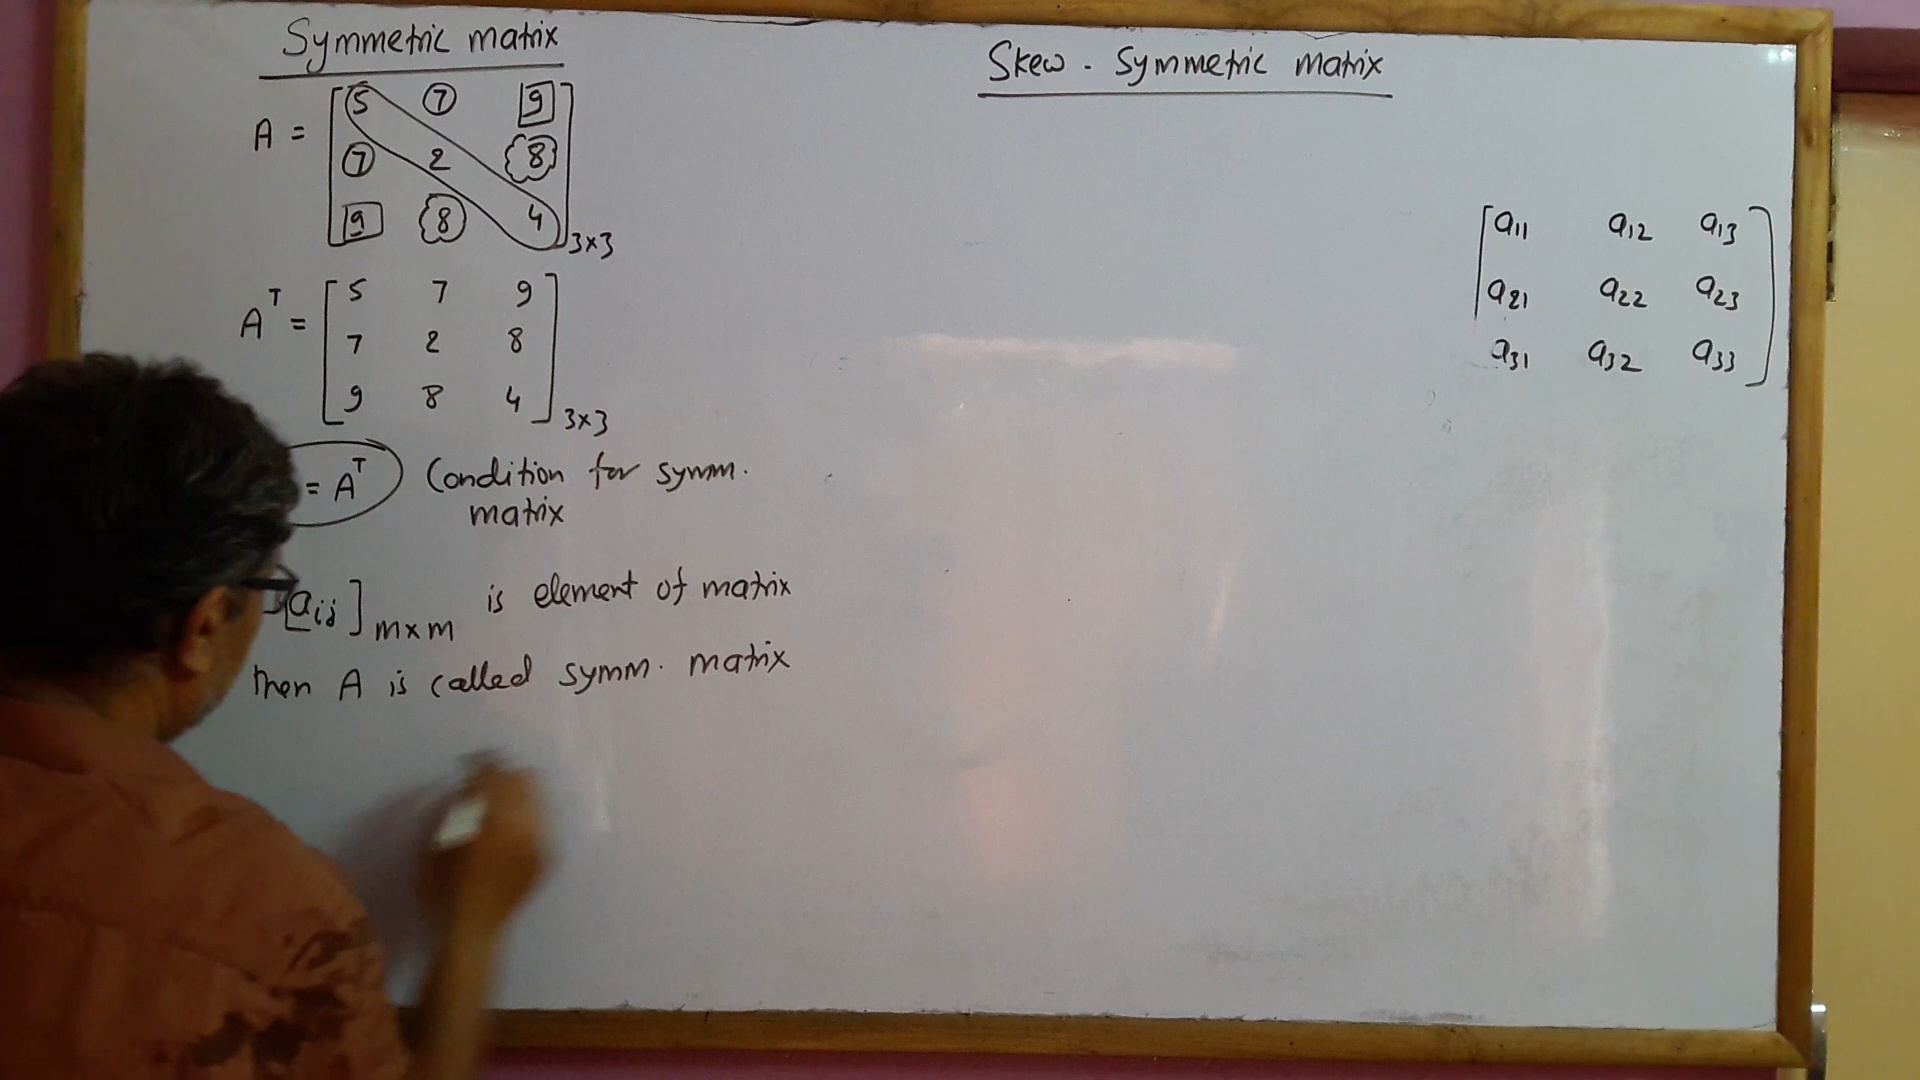 Symmetric matrix
A = [5 7 9
7 2 8
9 8 4] 3×3
Aᵀ = [5 7 9
7 2 8
9 8 4] 3×3
= Aᵀ Condition for symm.
matrix
[aij] m×m is element of matrix
then A is called symm. matrix
Skew - Symmetric matrix
[a11 a12 a13
a21 a22 a23
a31 a32 a33]